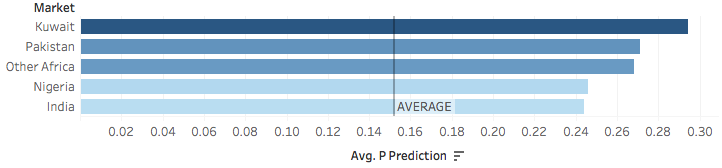 Market
Kuwait
Pakistan
Other Africa
Nigeria
India
AVERAGE
0.02 0.04 0.06 0.08 0.10 0.12 0.14 0.16 0.18 0.20 0.22 0.24 0.26 0.28 0.30
Avg. P Prediction